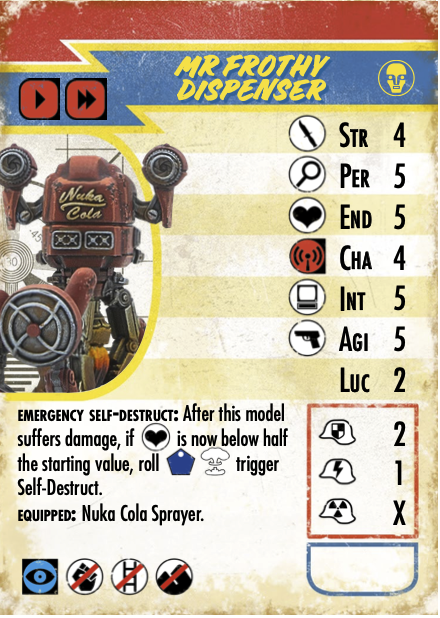 MR FROTHY
DISPENSER
Nuka
Cola
STR 4
PER 5
END 5
CHA 4
INT 5
AGI 5
LUC 2
EMERGENCY SELF-DESTRUCT: After this model
suffers damage, if is now below half
the starting value, roll trigger
Self-Destruct.
EQUIPPED: Nuka Cola Sprayer.
2
1
X